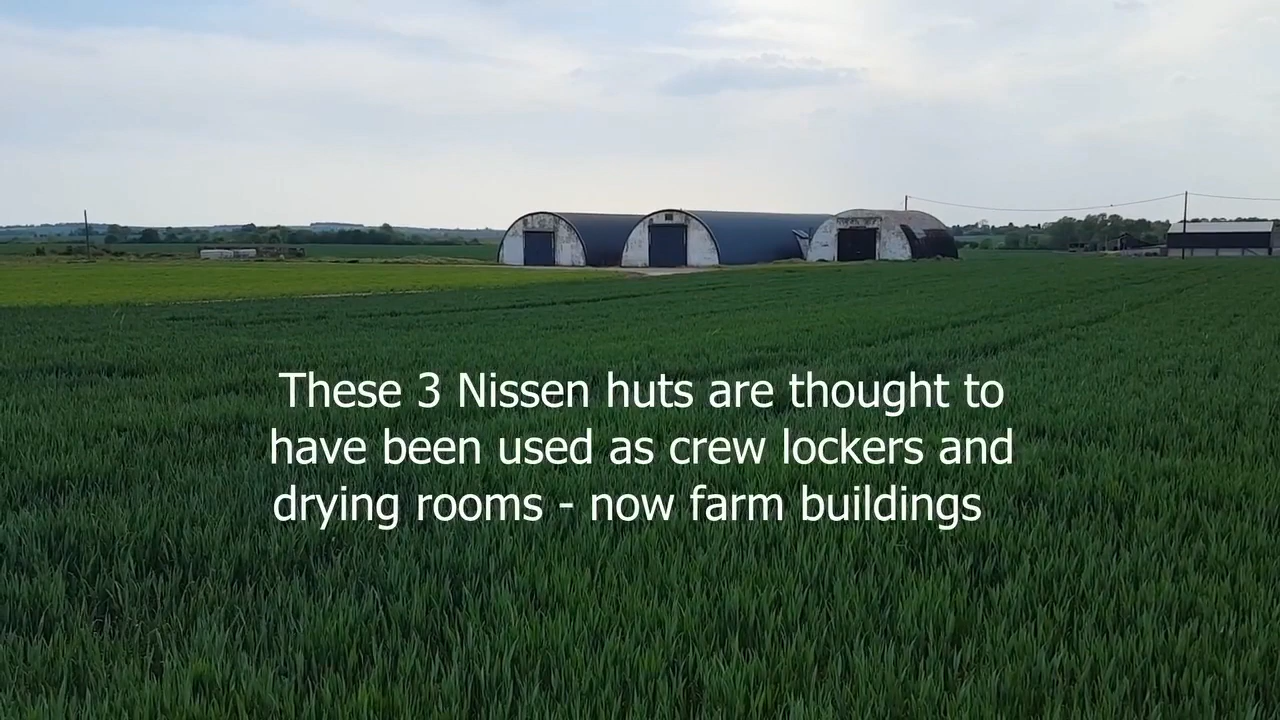 These 3 Nissen huts are thought to
have been used as crew lockers and
drying rooms - now farm buildings